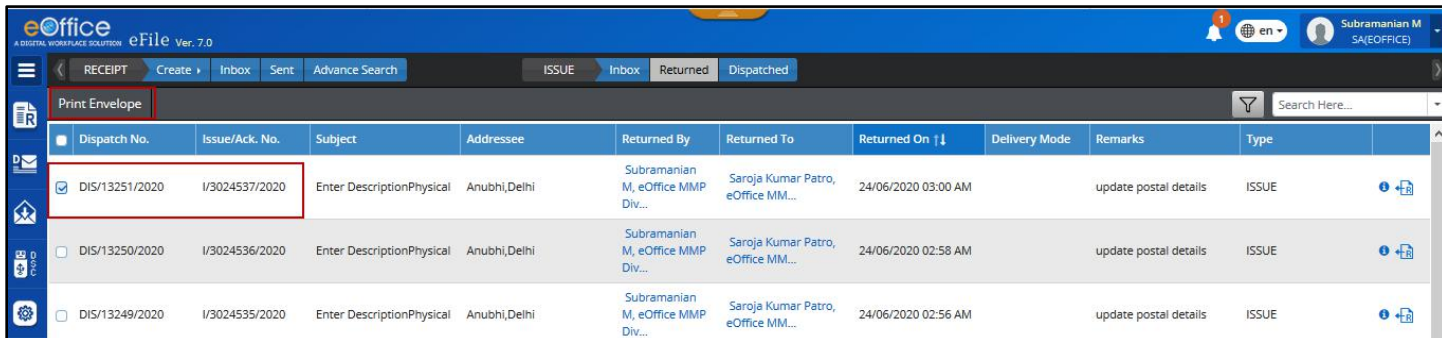 eOffice
A DIGITAL WORKPLACE SOLUTION eFile Ver. 7.0
1
en
Subramanian M
SA(EOFFICE)
RECEIPT Create Inbox Sent Advance Search ISSUE Inbox Returned Dispatched
Print Envelope
Search Here...
Dispatch No. Issue/Ack. No. Subject Addressee Returned By Returned To Returned On Delivery Mode Remarks Type
DIS/13251/2020 I/3024537/2020 Enter DescriptionPhysical Anubhi,Delhi Subramanian M, eOffice MMP Div... Saroja Kumar Patro, eOffice MM... 24/06/2020 03:00 AM update postal details ISSUE
DIS/13250/2020 I/3024536/2020 Enter DescriptionPhysical Anubhi,Delhi Subramanian M, eOffice MMP Div... Saroja Kumar Patro, eOffice MM... 24/06/2020 02:58 AM update postal details ISSUE
DIS/13249/2020 I/3024535/2020 Enter DescriptionPhysical Anubhi,Delhi Subramanian M, eOffice MMP Div... Saroja Kumar Patro, eOffice MM... 24/06/2020 02:56 AM update postal details ISSUE
R
D
DSC